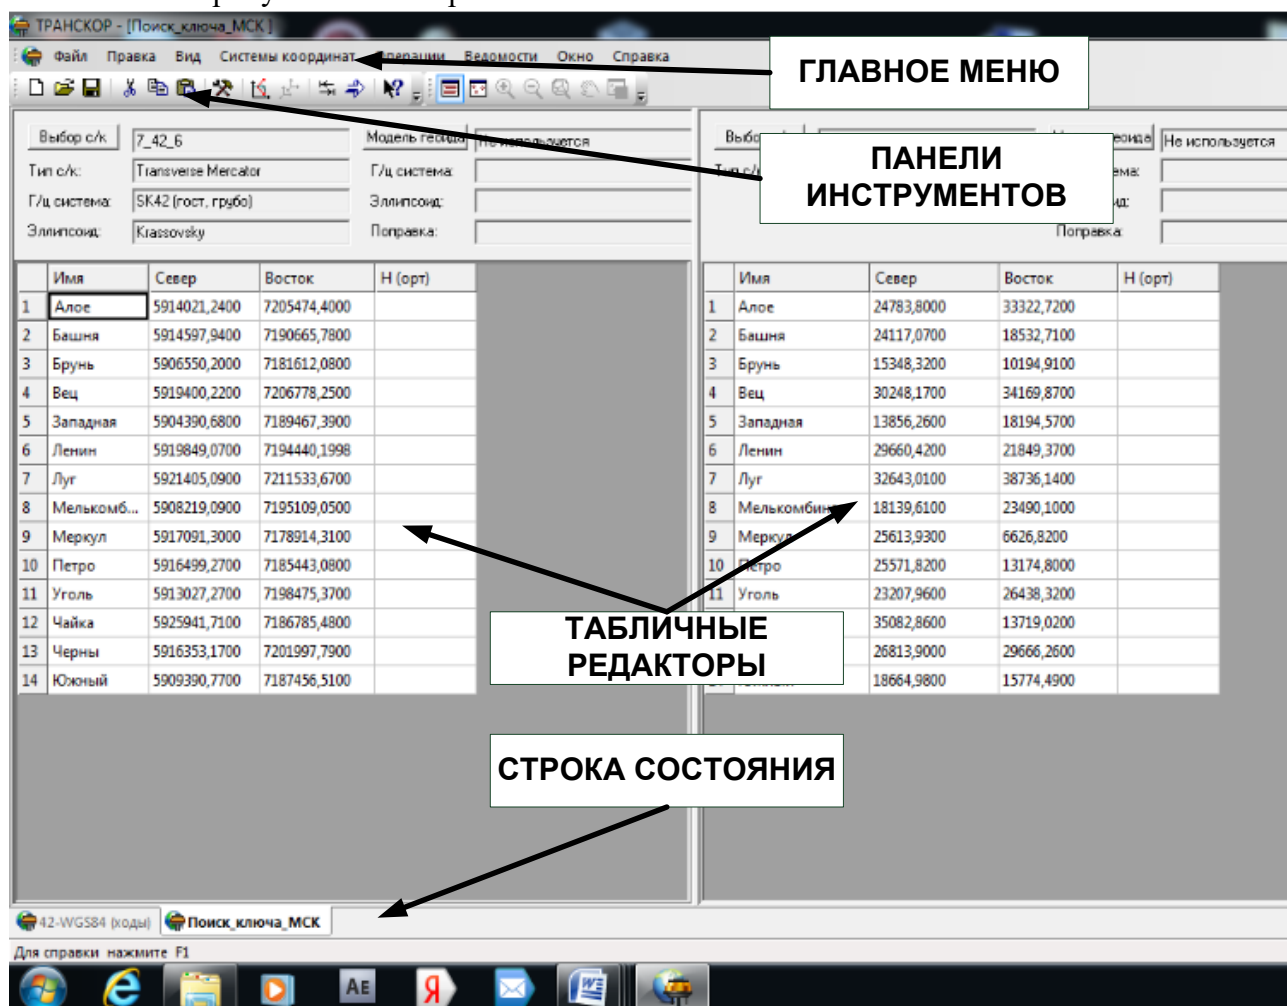 ТРАНСКОР - [Поиск_ключа_МСК ]
Файл Правка Вид Системы координат Операции Ведомости Окно Справка
ГЛАВНОЕ МЕНЮ
ПАНЕЛИ
ИНСТРУМЕНТОВ
Выбор с/к 7_42_6 Модель геоида Не используется
Тип с/к: Transverse Mercator Г/ц система:
Г/ц система: SK42 (гост, грубо) Эллипсоид:
Эллипсоид: Krassovsky Поправка:
Не используется
Поправка:
Имя Север Восток H (орт)
1 Алое 5914021,2400 7205474,4000
2 Башня 5914597,9400 7190665,7800
3 Брунь 5906550,2000 7181612,0800
4 Вец 5919400,2200 7206778,2500
5 Западная 5904390,6800 7189467,3900
6 Ленин 5919849,0700 7194440,1998
7 Луг 5921405,0900 7211533,6700
8 Мелькомб... 5908219,0900 7195109,0500
9 Меркул 5917091,3000 7178914,3100
10 Петро 5916499,2700 7185443,0800
11 Уголь 5913027,2700 7198475,3700
12 Чайка 5925941,7100 7186785,4800
13 Черны 5916353,1700 7201997,7900
14 Южный 5909390,7700 7187456,5100
Имя Север Восток H (орт)
1 Алое 24783,8000 33322,7200
2 Башня 24117,0700 18532,7100
3 Брунь 15348,3200 10194,9100
4 Вец 30248,1700 34169,8700
5 Западная 13856,2600 18194,5700
6 Ленин 29660,4200 21849,3700
7 Луг 32643,0100 38736,1400
8 Мелькомбин 18139,6100 23490,1000
9 Меркул 25613,9300 6626,8200
10 Петро 25571,8200 13174,8000
11 Уголь 23207,9600 26438,3200
35082,8600 13719,0200
26813,9000 29666,2600
18664,9800 15774,4900
ТАБЛИЧНЫЕ
РЕДАКТОРЫ
СТРОКА СОСТОЯНИЯ
42-WGS84 (ходы) Поиск_ключа_МСК
Для справки нажмите F1
AE Я